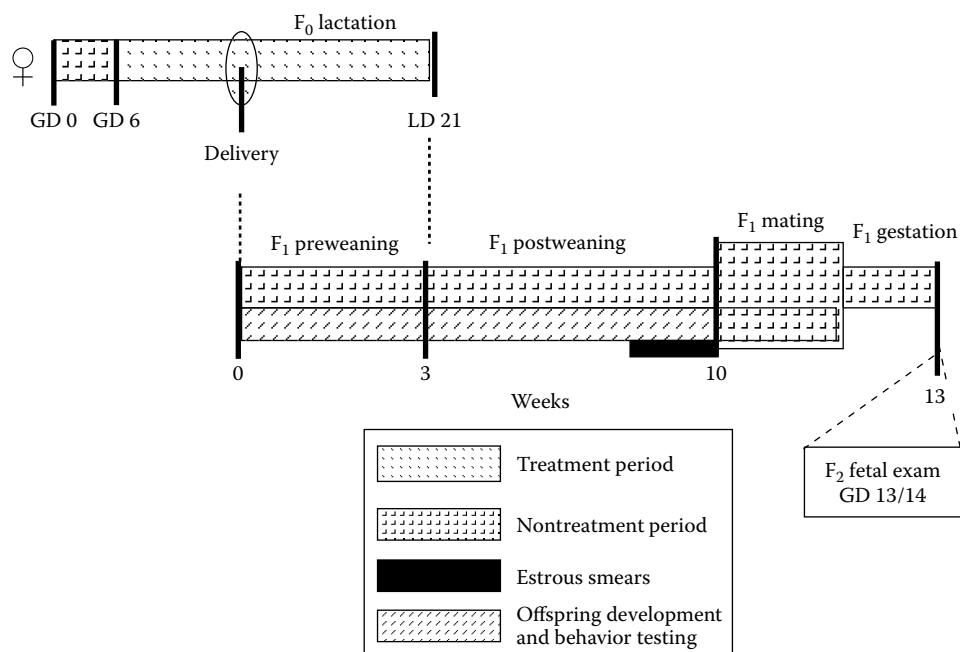 F₀ lactation
♀
GD 0
GD 6
LD 21
Delivery
F₁ mating
F₁ preweaning
F₁ postweaning
F₁ gestation
0
3
10
13
Weeks
F₂ fetal exam
GD 13/14
Treatment period
Nontreatment period
Estrous smears
Offspring development
and behavior testing